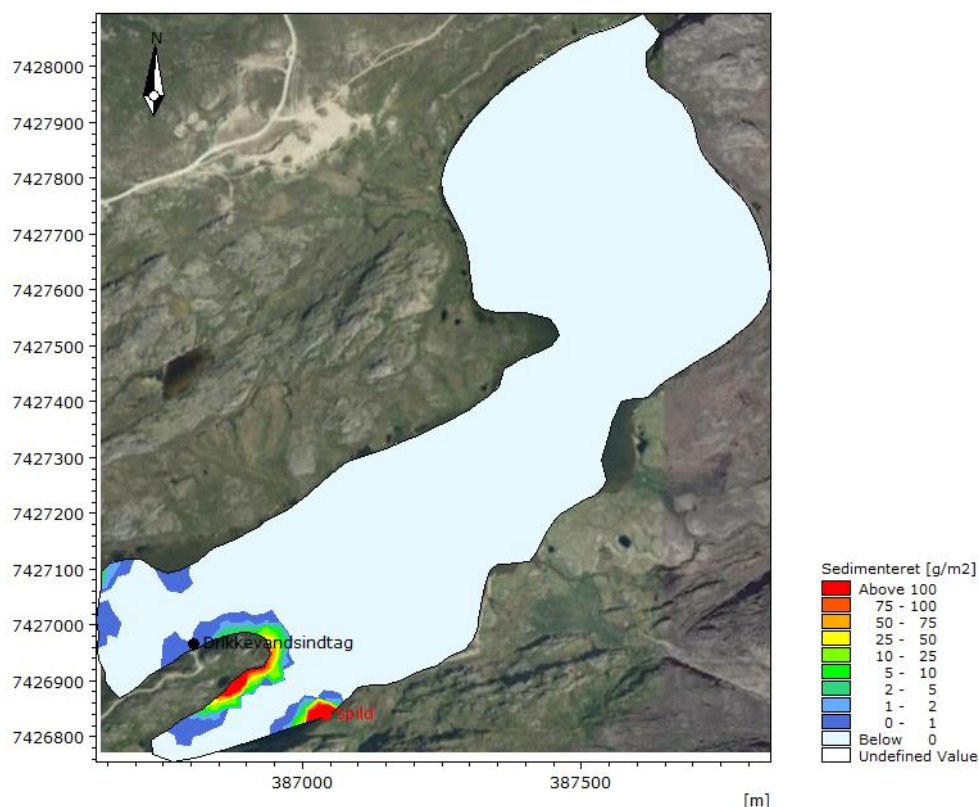 N
7428000
7427900
7427800
7427700
7427600
7427500
7427400
7427300
7427200
7427100
7427000
7426900
7426800
Drikkevandsindtag
spild
387000 387500
[m]
Sedimenteret [g/m2]
Above 100
75 - 100
50 - 75
25 - 50
10 - 25
5 - 10
2 - 5
1 - 2
0 - 1
Below 0
Undefined Value